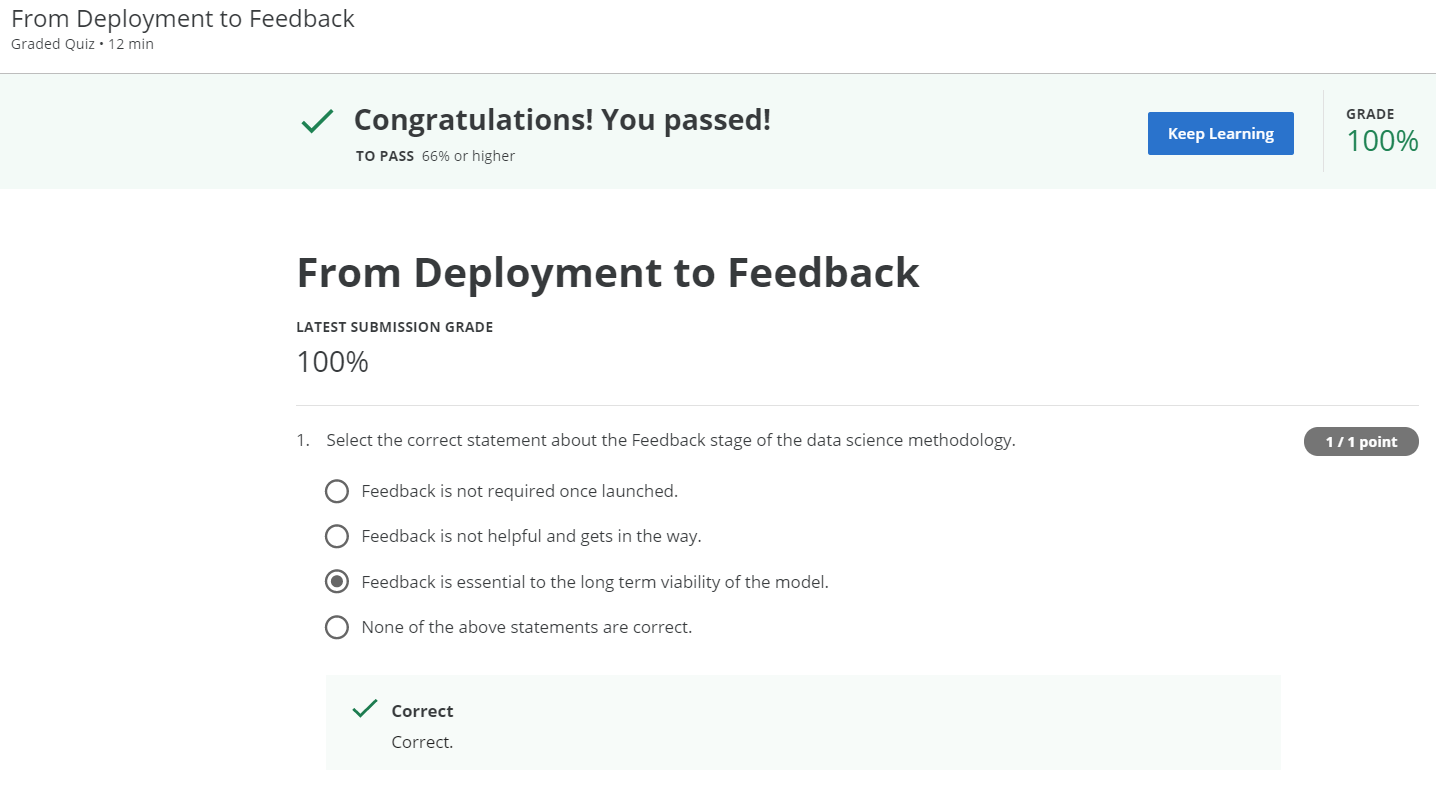 From Deployment to Feedback
Graded Quiz • 12 min
Congratulations! You passed!
TO PASS 66% or higher
Keep Learning
GRADE
100%
From Deployment to Feedback
LATEST SUBMISSION GRADE
100%
1. Select the correct statement about the Feedback stage of the data science methodology.
1 / 1 point
Feedback is not required once launched.
Feedback is not helpful and gets in the way.
Feedback is essential to the long term viability of the model.
None of the above statements are correct.
Correct
Correct.